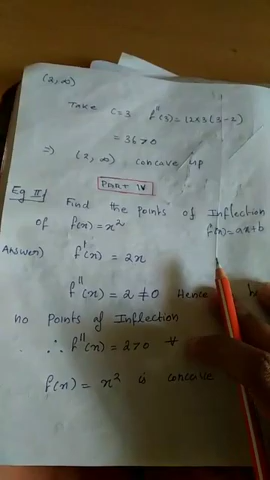 (2, ∞)
Take c=3 f''(3)=12×3(3-2)
= 36>0
⇒ (2, ∞) concave up
PART IV
Eg II Find the points of Inflection
of f(x)=x²
f(x)=ax+b
Answer) f'(x) = 2x
f''(x) = 2 ≠0 Hence
no points of Inflection
∴ f''(x) = 2>0 ∀
f(x) = x² is concave